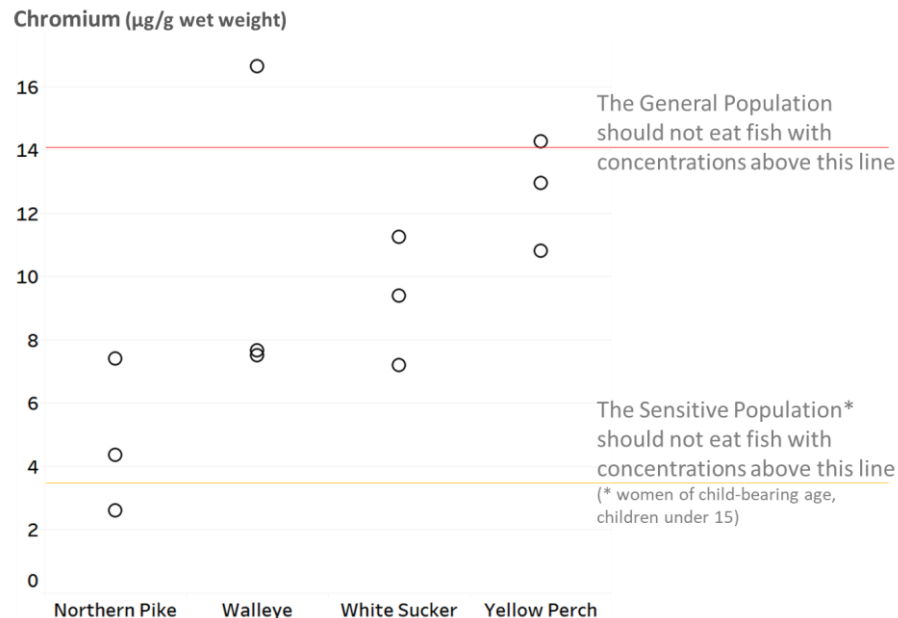 Chromium (µg/g wet weight)
16
14
12
10
8
6
4
2
0
The General Population
should not eat fish with
concentrations above this line
The Sensitive Population*
should not eat fish with
concentrations above this line
(* women of child-bearing age,
children under 15)
Northern Pike Walleye White Sucker Yellow Perch